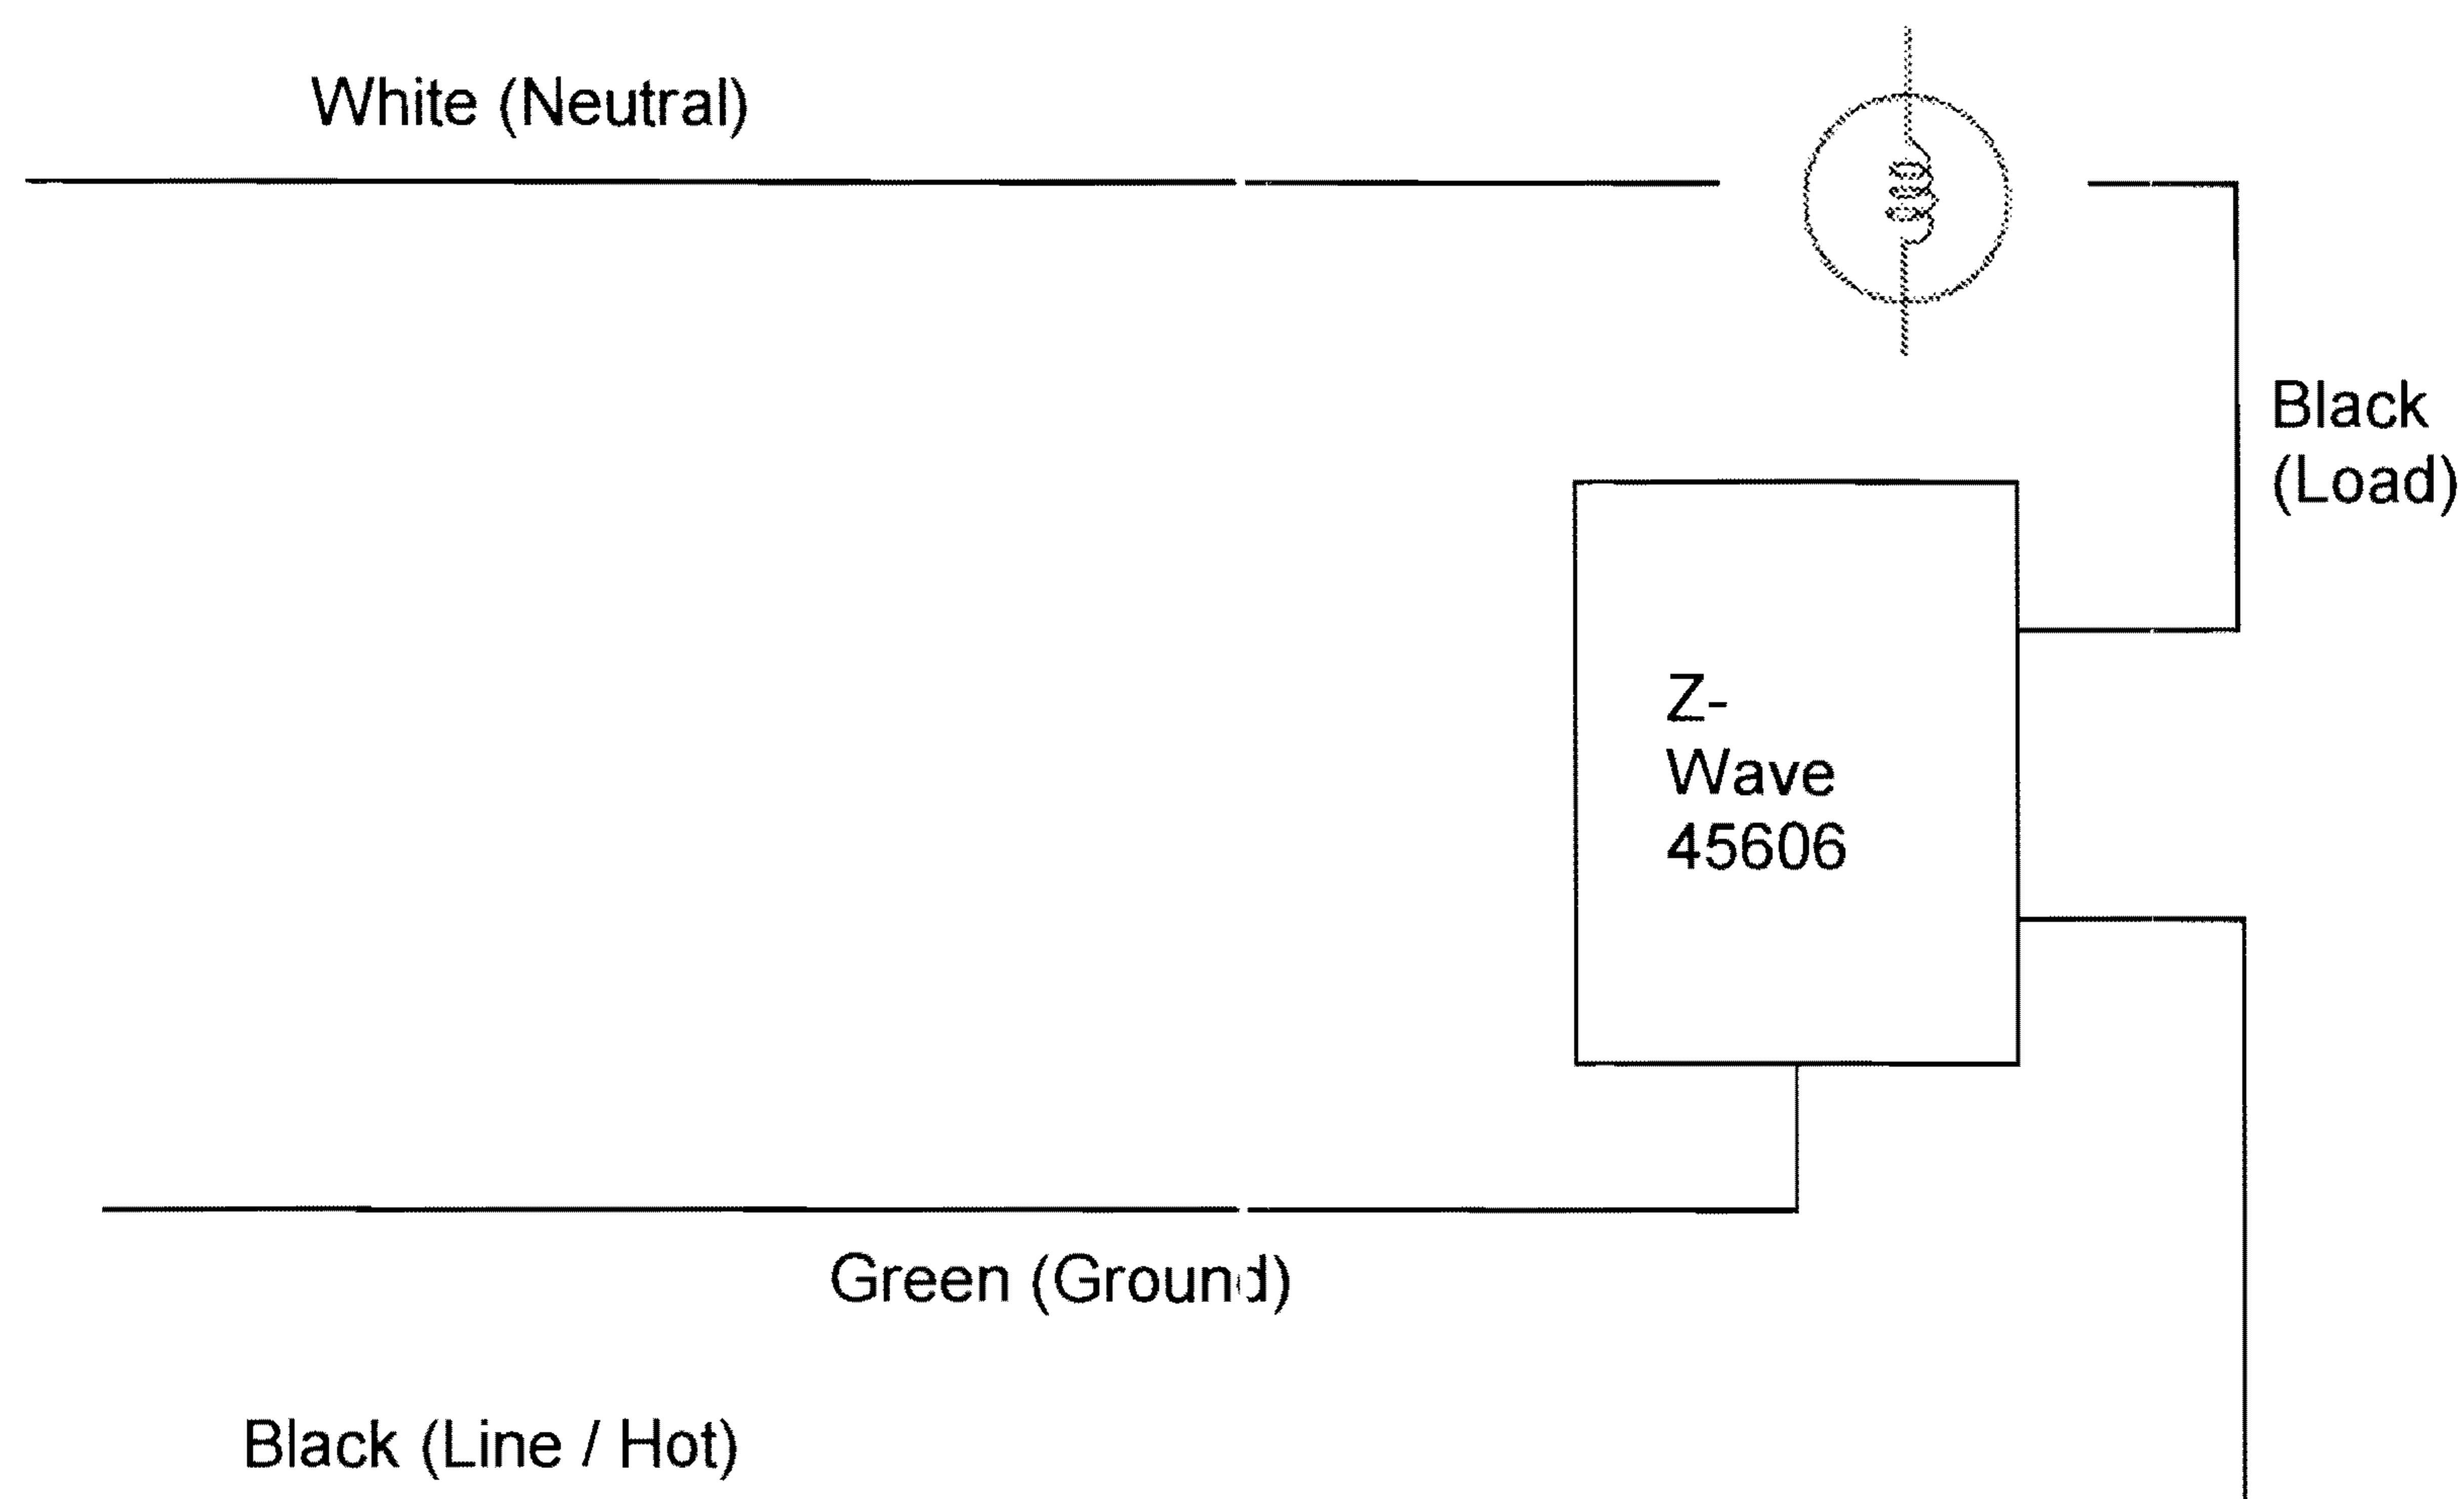 White (Neutral)
Black
(Load)
Z-
Wave
45606
Green (Ground)
Black (Line / Hot)